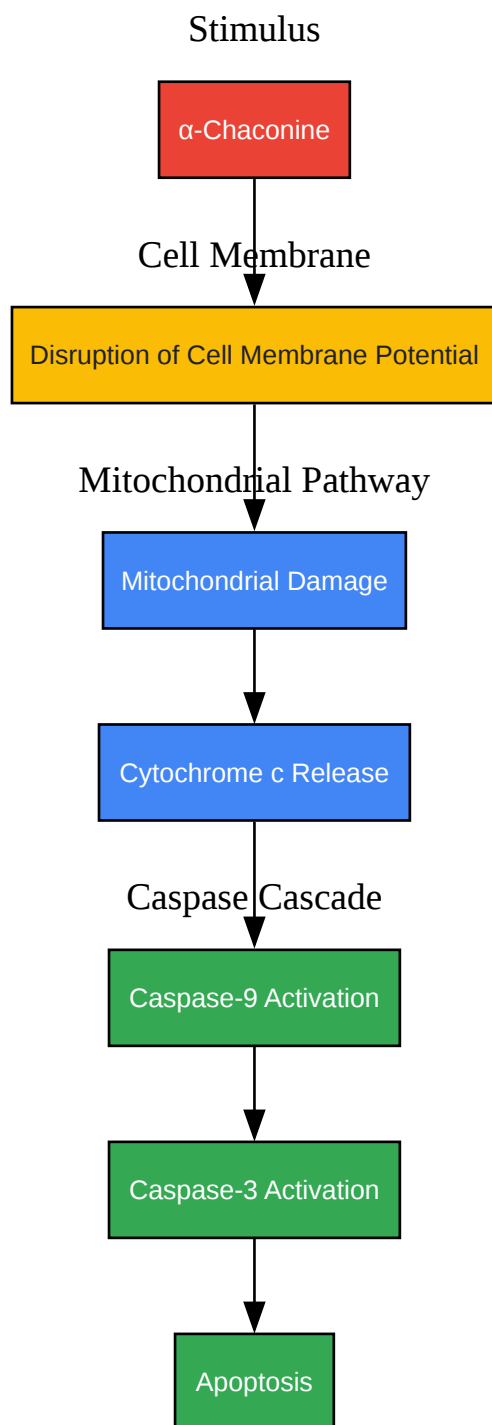 Stimulus
α-Chaconine
Cell Membrane
Disruption of Cell Membrane Potential
Mitochondrial Pathway
Mitochondrial Damage
Cytochrome c Release
Caspase Cascade
Caspase-9 Activation
Caspase-3 Activation
Apoptosis